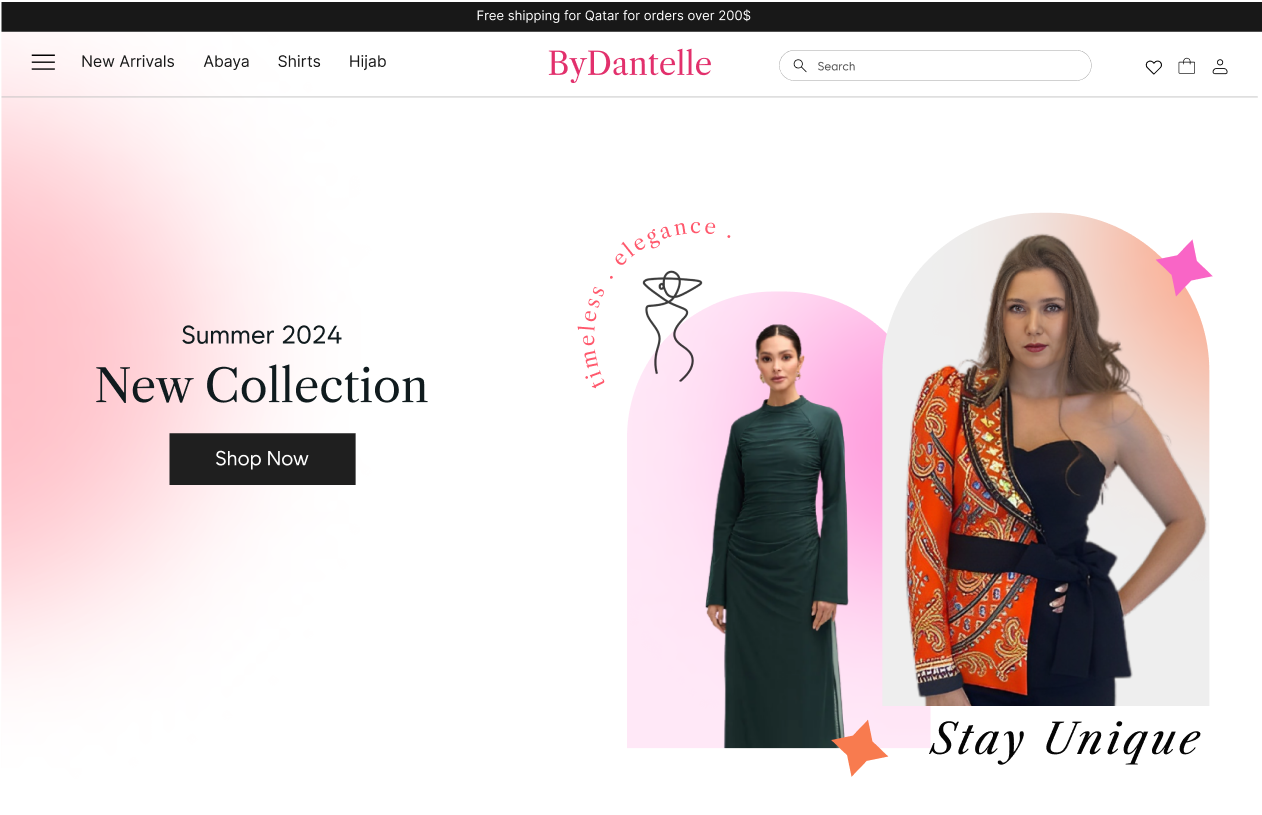 Free shipping for Qatar for orders over 200$
New Arrivals Abaya Shirts Hijab ByDantelle Search
timeless . elegance .
Summer 2024
New Collection
Shop Now
Stay Unique